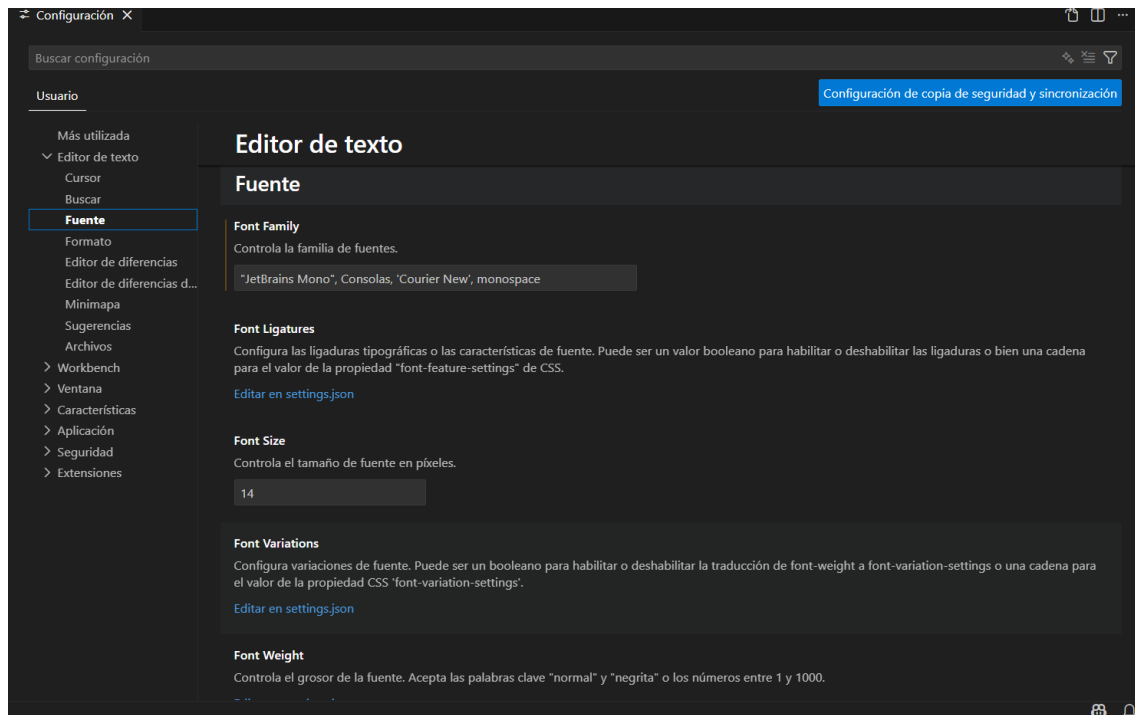 Configuración
Buscar configuración
Usuario
Configuración de copia de seguridad y sincronización
Más utilizada
Editor de texto
Cursor
Buscar
Fuente
Formato
Editor de diferencias
Editor de diferencias d...
Minimapa
Sugerencias
Archivos
Workbench
Ventana
Características
Aplicación
Seguridad
Extensiones
Editor de texto
Fuente
Font Family
Controla la familia de fuentes.
"JetBrains Mono", Consolas, 'Courier New', monospace
Font Ligatures
Configura las ligaduras tipográficas o las características de fuente. Puede ser un valor booleano para habilitar o deshabilitar las ligaduras o bien una cadena
para el valor de la propiedad "font-feature-settings" de CSS.
Editar en settings.json
Font Size
Controla el tamaño de fuente en píxeles.
14
Font Variations
Configura variaciones de fuente. Puede ser un booleano para habilitar o deshabilitar la traducción de font-weight a font-variation-settings o una cadena para
el valor de la propiedad CSS 'font-variation-settings'.
Editar en settings.json
Font Weight
Controla el grosor de la fuente. Acepta las palabras clave "normal" y "negrita" o los números entre 1 y 1000.